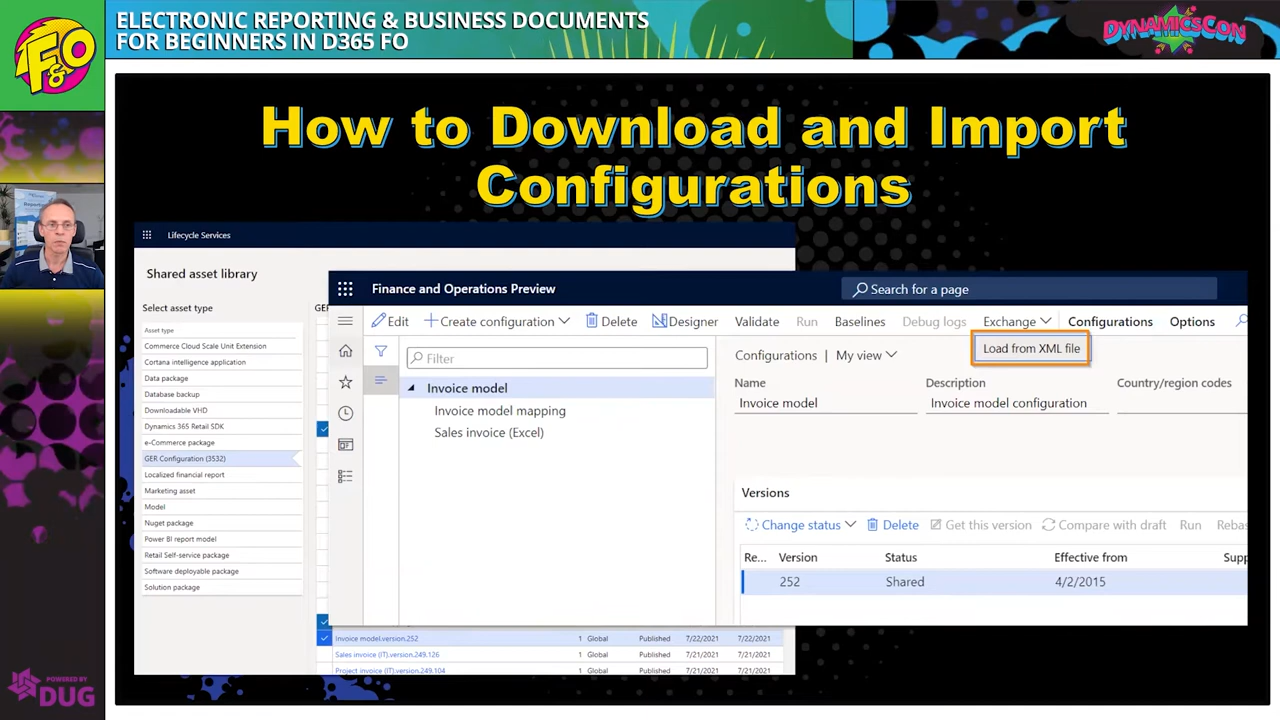 ELECTRONIC REPORTING & BUSINESS DOCUMENTS
FOR BEGINNERS IN D365 FO
F&O
DYNAMICSCON
How to Download and Import
Configurations
Lifecycle Services
Shared asset library
Select asset type
Asset type
Commerce Cloud Scale Unit Extension
Cortana intelligence application
Data package
Database backup
Downloadable VHD
Dynamics 365 Retail SDK
e-Commerce package
GER Configuration (3532)
Localized financial report
Marketing asset
Model
Nuget package
Power BI report model
Retail Self-service package
Software deployable package
Solution package
Finance and Operations Preview
Search for a page
Edit Create configuration Delete Designer Validate Run Baselines Debug logs Exchange Configurations Options
Load from XML file
Filter
Invoice model
Invoice model mapping
Sales invoice (Excel)
Configurations | My view
Name Description Country/region codes
Invoice model Invoice model configuration
Versions
Change status Delete Get this version Compare with draft Run Rebas
Re... Version Status Effective from Supp
252 Shared 4/2/2015
Invoice model.version.252 1 Global Published 7/22/2021 7/22/2021
Sales invoice (IT).version.249.126 1 Global Published 7/21/2021 7/21/2021
Project invoice (IT).version.249.104 1 Global Published 7/21/2021 7/21/2021
POWERED BY
DUG